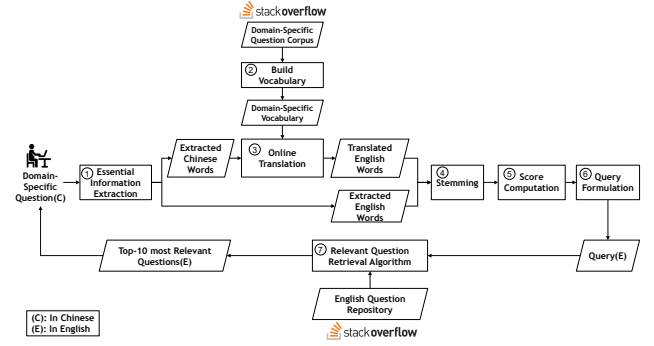 stackoverflow
Domain-Specific
Question Corpus
② Build
Vocabulary
Domain-Specific
Vocabulary
Extracted
Chinese
Words
③ Online
Translation
Translated
English
Words
Domain-
Specific
Question(C)
① Essential
Information
Extraction
Extracted
English
Words
④
Stemming
⑤ Score
Computation
⑥ Query
Formulation
Top-10 most Relevant
Questions(E)
⑦ Relevant Question
Retrieval Algorithm
Query(E)
English Question
Repository
(C): In Chinese
(E): In English
stackoverflow